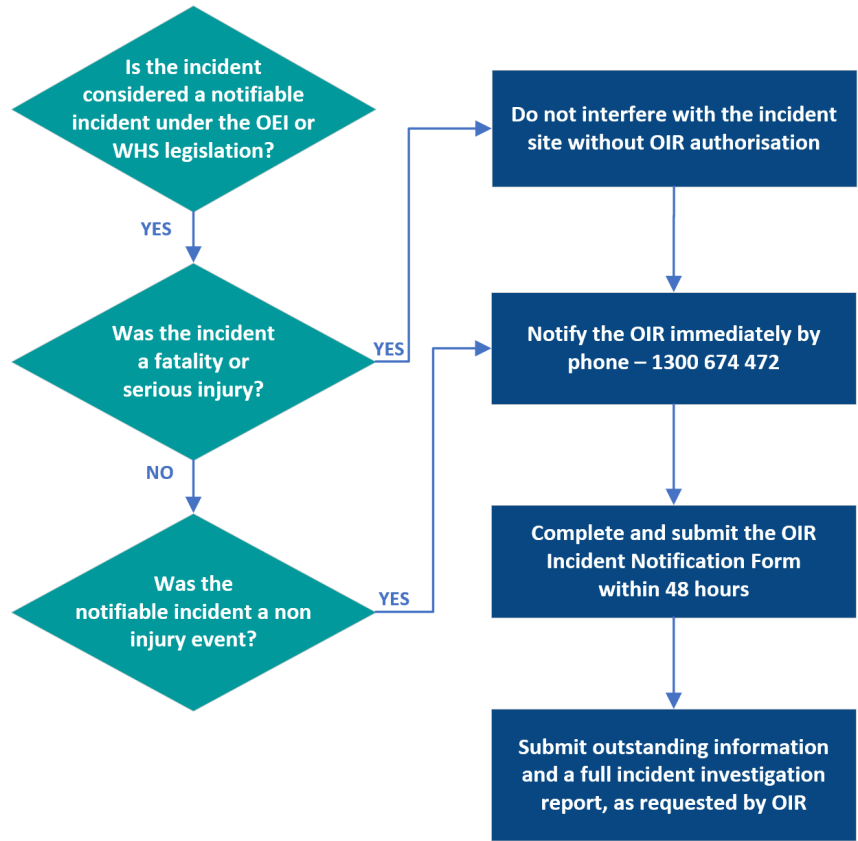 Is the incident
considered a notifiable
incident under the OEI or
WHS legislation?
YES
Was the incident
a fatality or
serious injury?
YES
NO
Was the
notifiable incident a non
injury event?
YES
Do not interfere with the incident
site without OIR authorisation
Notify the OIR immediately by
phone – 1300 674 472
Complete and submit the OIR
Incident Notification Form
within 48 hours
Submit outstanding information
and a full incident investigation
report, as requested by OIR